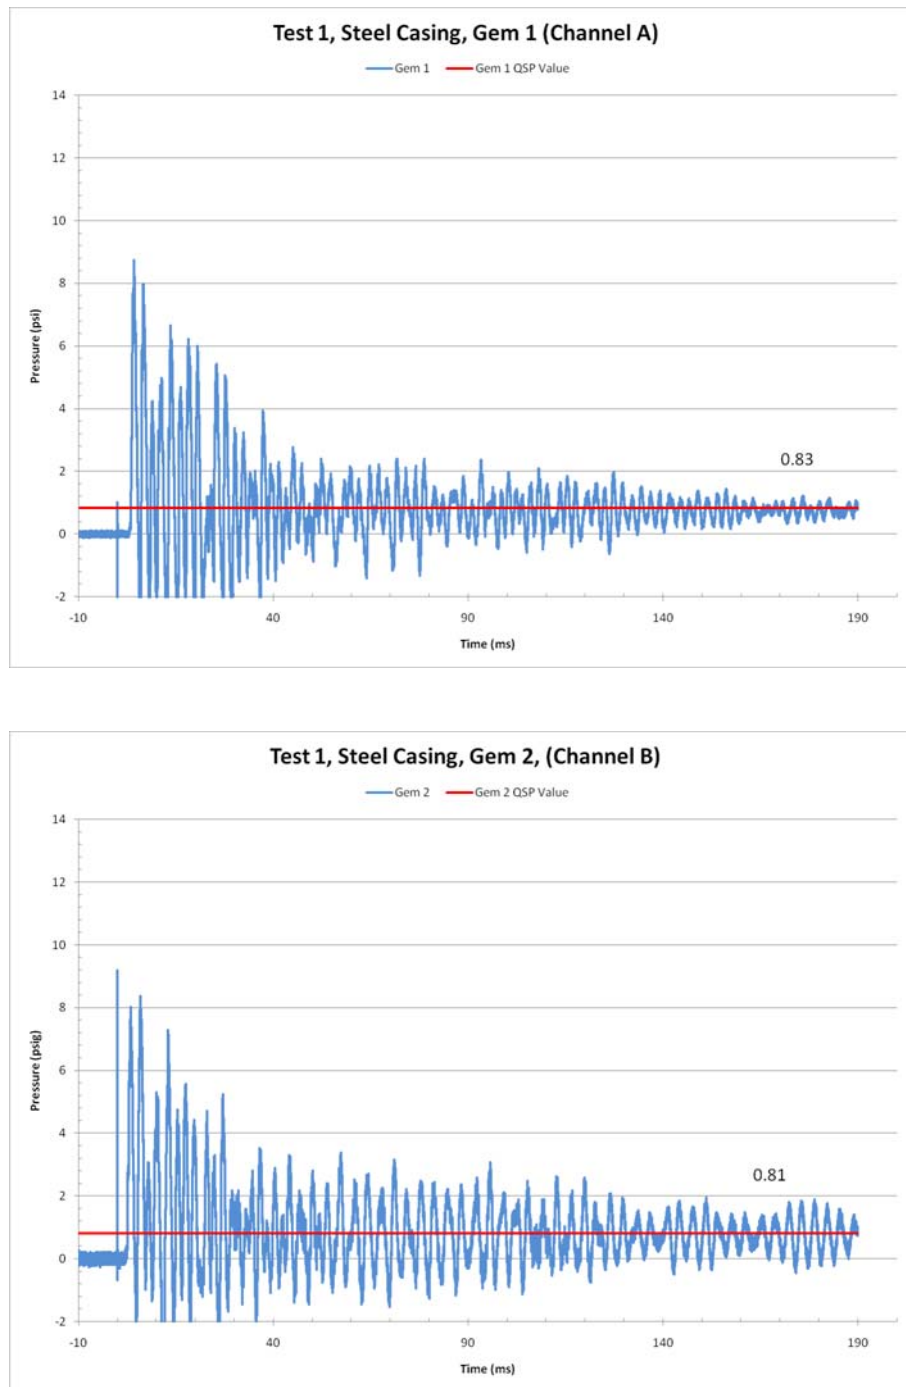 Test 1, Steel Casing, Gem 1 (Channel A)
Gem 1 Gem 1 QSP Value
14
12
10
8
6
4
2
0
-2
Pressure (psi)
0.83
-10 40 90 140 190
Time (ms)
Test 1, Steel Casing, Gem 2, (Channel B)
Gem 2 Gem 2 QSP Value
14
12
10
8
6
4
2
0
-2
Pressure (psig)
0.81
-10 40 90 140 190
Time (ms)